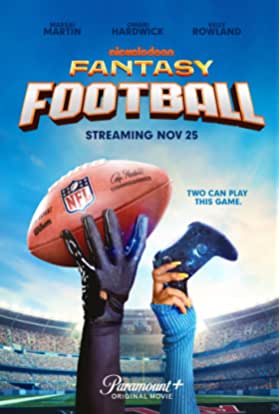 MARSAI OMARI KELLY
MARTIN HARDWICK ROWLAND
nickelodeon
FANTASY
FOOTBALL
STREAMING NOV 25
NFL
Wilson
TWO CAN PLAY
THIS GAME.
Paramount+
ORIGINAL MOVIE